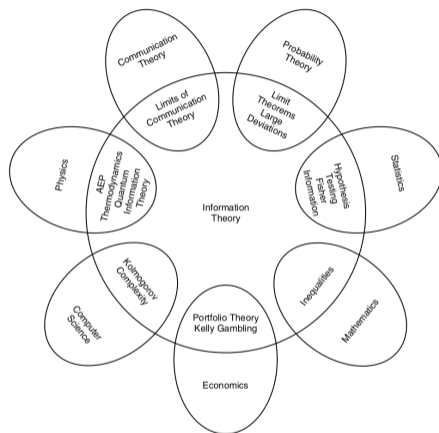 Communication
Theory
Probability
Theory
Limits of
Communication
Theory
Limit
Theorems
Large
Deviations
Physics
AEP
Thermodynamics
Quantum
Information
Theory
Information
Theory
Hypothesis
Testing
Fisher
Information
Statistics
Kolmogorov
Complexity
Computer
Science
Portfolio Theory
Kelly Gambling
Economics
Inequalities
Mathematics